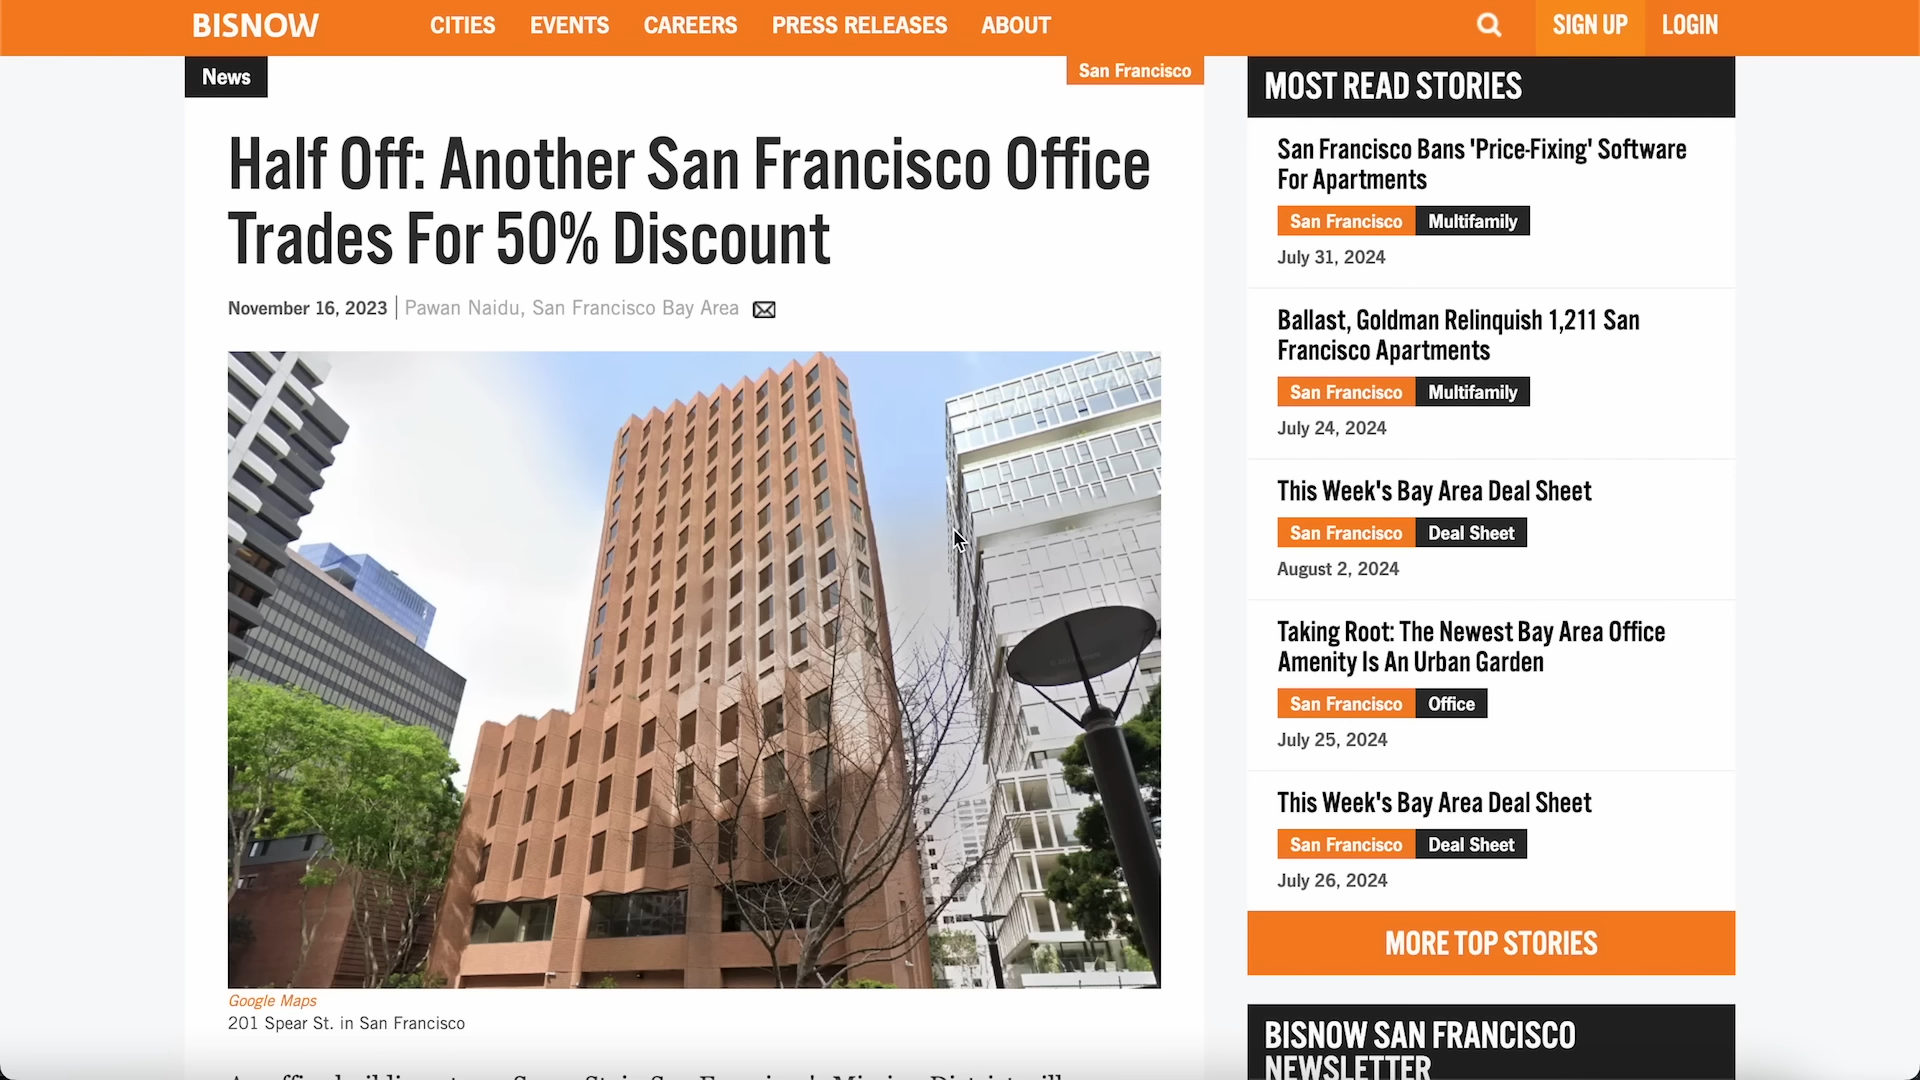 BISNOW
CITIES
EVENTS
CAREERS
PRESS RELEASES
ABOUT
SIGN UP
LOGIN
News
San Francisco
Half Off: Another San Francisco Office
Trades For 50% Discount
November 16, 2023
Pawan Naidu, San Francisco Bay Area
Google Maps
201 Spear St. in San Francisco
MOST READ STORIES
San Francisco Bans 'Price-Fixing' Software
For Apartments
San Francisco
Multifamily
July 31, 2024
Ballast, Goldman Relinquish 1,211 San
Francisco Apartments
San Francisco
Multifamily
July 24, 2024
This Week's Bay Area Deal Sheet
San Francisco
Deal Sheet
August 2, 2024
Taking Root: The Newest Bay Area Office
Amenity Is An Urban Garden
San Francisco
Office
July 25, 2024
This Week's Bay Area Deal Sheet
San Francisco
Deal Sheet
July 26, 2024
MORE TOP STORIES
BISNOW SAN FRANCISCO
NEWSLETTER